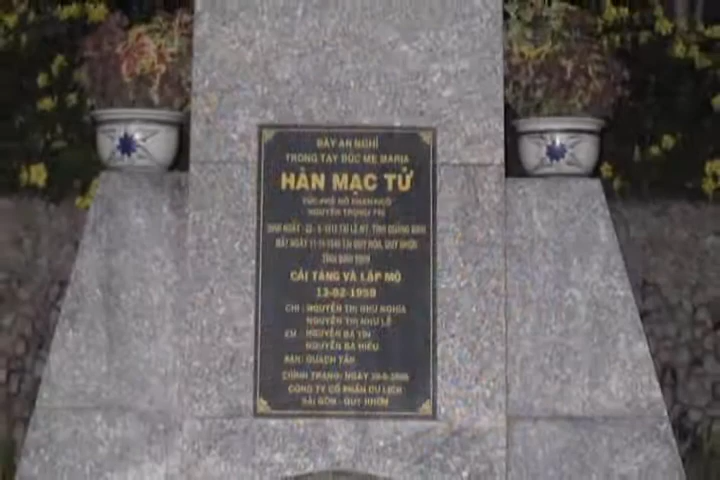 ĐÂY AN NGHỈ
TRONG TAY ĐỨC MẸ MARIA
HÀN MẠC TỬ
NGUYỄN TRỌNG TRÍ
TỈNH BÌNH ĐỊNH
CẢI TÁNG VÀ LẬP MỘ
13-02-1959
CHỊ: NGUYỄN THỊ NHƯ NGHĨA
NGUYỄN THỊ NHƯ LỄ
EM: NGUYỄN BÁ TÍN
NGUYỄN BÁ HIẾU
BẠN: QUÁCH TẤN
CHỈNH TRANG: NGÀY
CÔNG TY CỔ PHẦN DU LỊCH
SÀI GÒN - QUY NHƠN